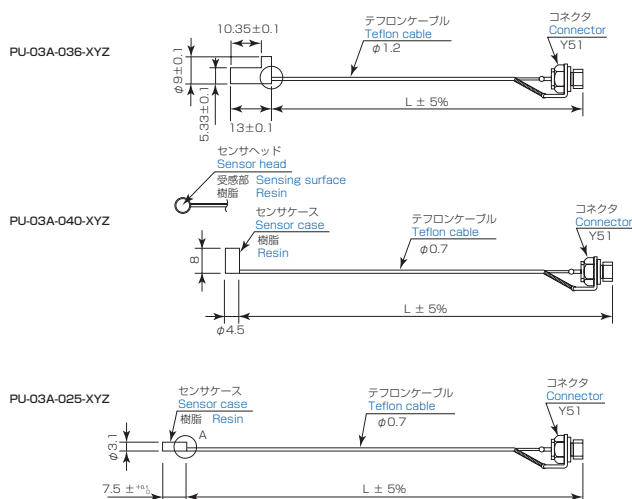 PU-03A-036-XYZ
10.35±0.1
φ9±0.1
5.33±0.1
13±0.1
テフロンケーブル
Teflon cable
φ1.2
コネクタ
Connector
Y51
L ± 5%
センサヘッド
Sensor head
受感部 Sensing surface
樹脂 Resin
PU-03A-040-XYZ
センサケース
Sensor case
樹脂
Resin
8
φ4.5
テフロンケーブル
Teflon cable
φ0.7
コネクタ
Connector
Y51
L ± 5%
PU-03A-025-XYZ
センサケース
Sensor case
樹脂 Resin
A
φ3.1
7.5 ±
テフロンケーブル
Teflon cable
φ0.7
コネクタ
Connector
Y51
L ± 5%